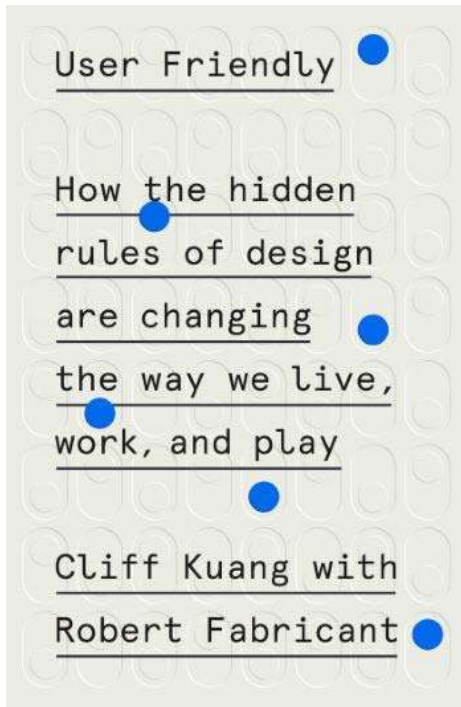 User Friendly
How the hidden
rules of design
are changing
the way we live,
work, and play
Cliff Kuang with
Robert Fabricant